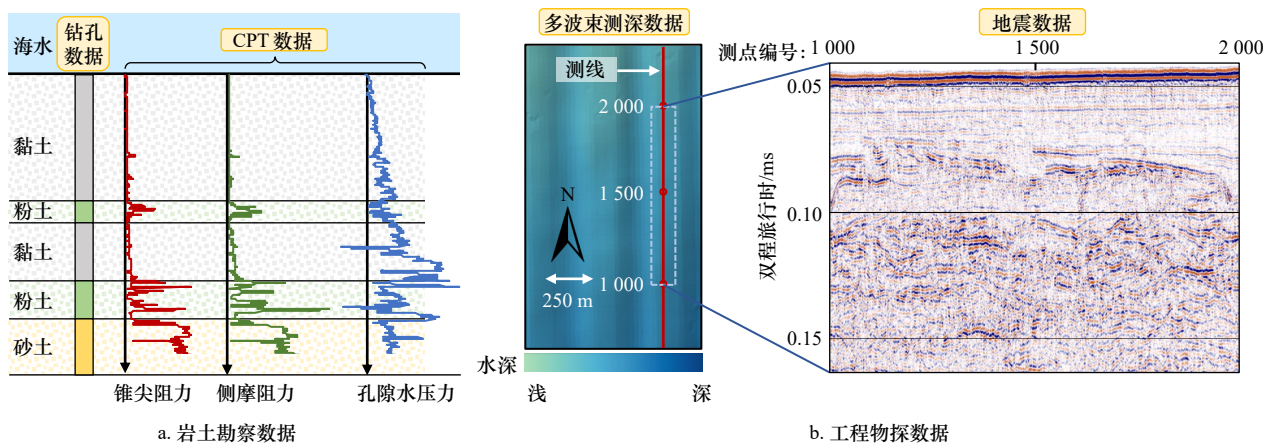 海水
钻孔
数据
CPT 数据
黏土
粉土
黏土
粉土
砂土
锥尖阻力
侧摩阻力
孔隙水压力
a. 岩土勘察数据
多波束测深数据
测线
2 000
1 500
1 000
N
250 m
水深
浅
深
地震数据
测点编号:
1 000
1 500
2 000
0.05
0.10
0.15
双程旅行时/ms
b. 工程物探数据